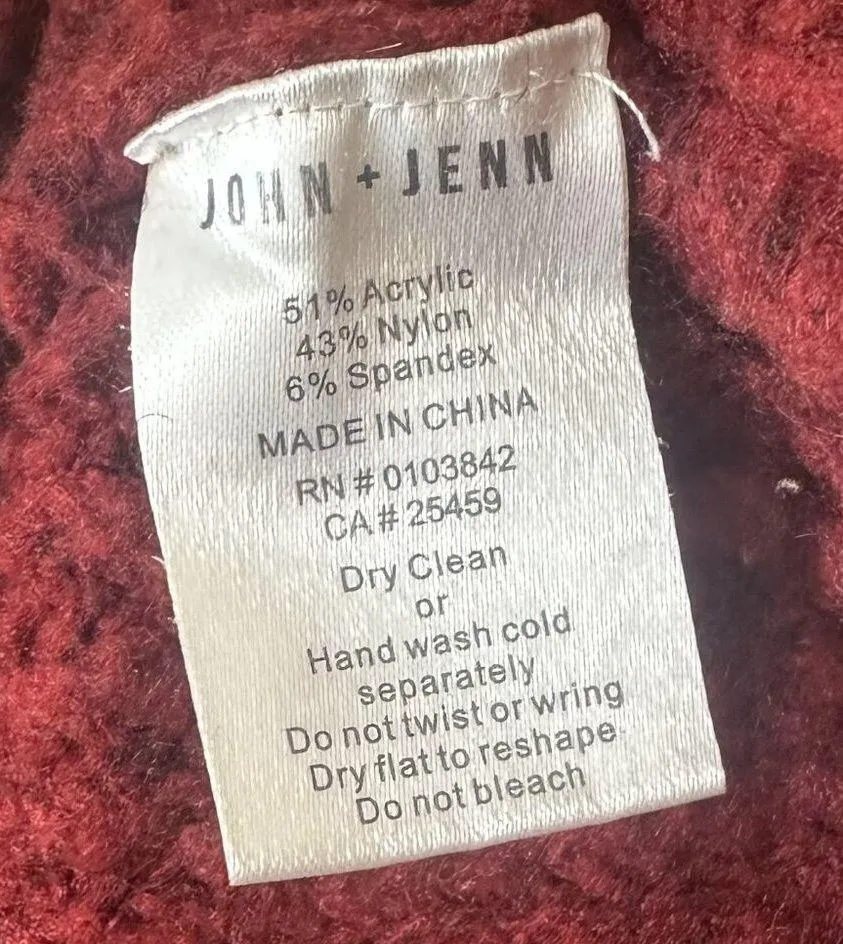 JOHN + JENN
51% Acrylic
43% Nylon
6% Spandex
MADE IN CHINA
RN # 0103842
CA # 25459
Dry Clean
or
Hand wash cold
separately
Do not twist or wring
Dry flat to reshape
Do not bleach